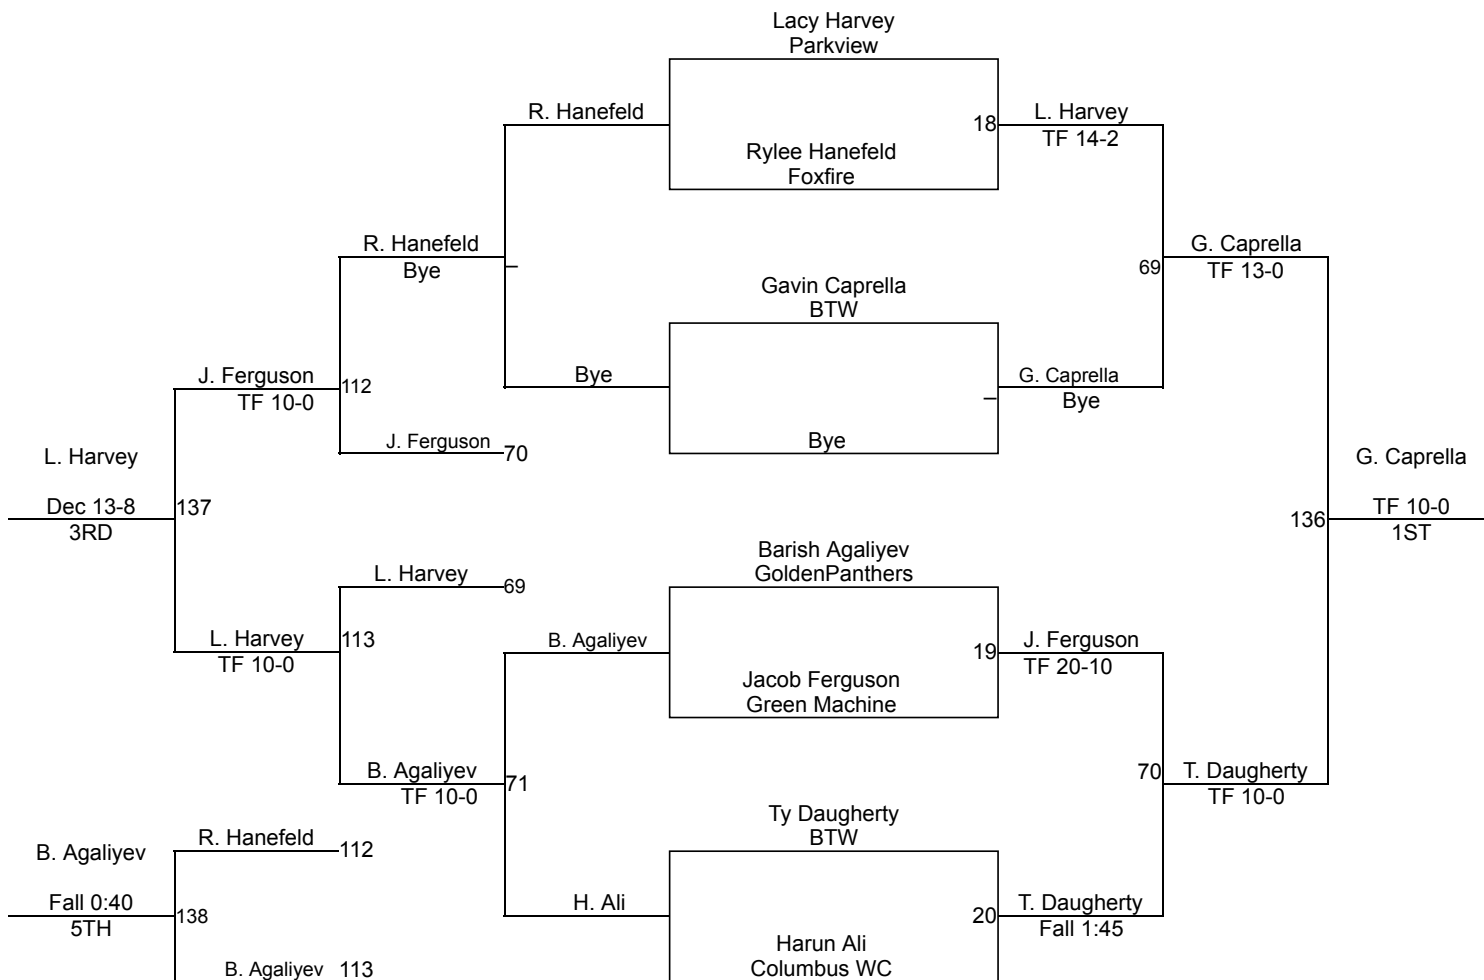 Lacy Harvey
Parkview
R. Hanefeld
18
L. Harvey
TF 14-2
Rylee Hanefeld
Foxfire
R. Hanefeld
Bye
G. Caprella
TF 13-0
69
Gavin Caprella
BTW
J. Ferguson
TF 10-0
112
Bye
G. Caprella
Bye
J. Ferguson
70
Bye
L. Harvey
Dec 13-8
3RD
137
G. Caprella
TF 10-0
1ST
136
Barish Agaliyev
GoldenPanthers
L. Harvey
69
L. Harvey
TF 10-0
113
B. Agaliyev
19
J. Ferguson
TF 20-10
Jacob Ferguson
Green Machine
B. Agaliyev
TF 10-0
71
70
T. Daugherty
TF 10-0
Ty Daugherty
BTW
R. Hanefeld
112
B. Agaliyev
Fall 0:40
5TH
138
H. Ali
20
T. Daugherty
Fall 1:45
Harun Ali
Columbus WC
B. Agaliyev
113